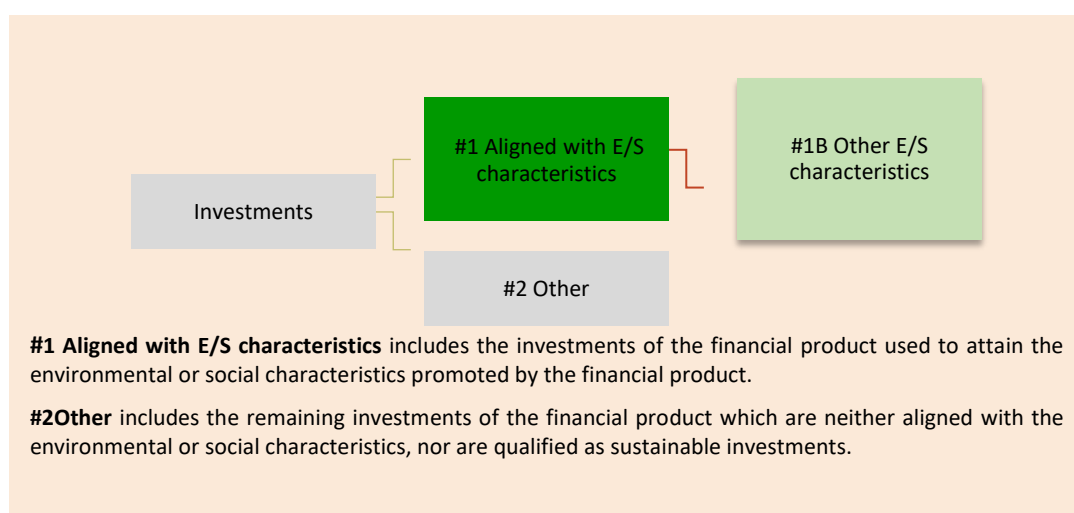 #1 Aligned with E/S
characteristics
#1B Other E/S
characteristics
Investments
#2 Other
#1 Aligned with E/S characteristics includes the investments of the financial product used to attain the
environmental or social characteristics promoted by the financial product.
#2Other includes the remaining investments of the financial product which are neither aligned with the
environmental or social characteristics, nor are qualified as sustainable investments.